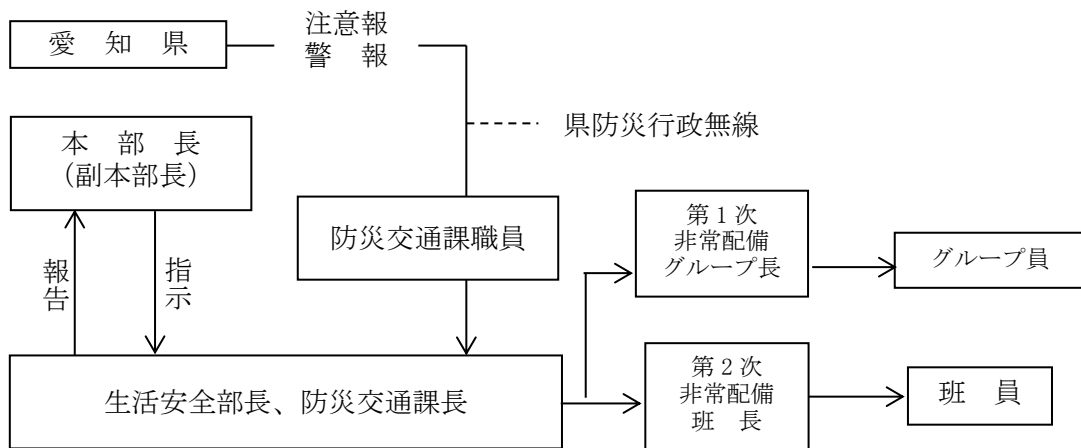 愛　知　県
注意報
警　報
県防災行政無線
本　部　長
(副本部長)
防災交通課職員
報告
指示
第１次
非常配備
グループ長
グループ員
生活安全部長、防災交通課長
第２次
非常配備
班　長
班　員